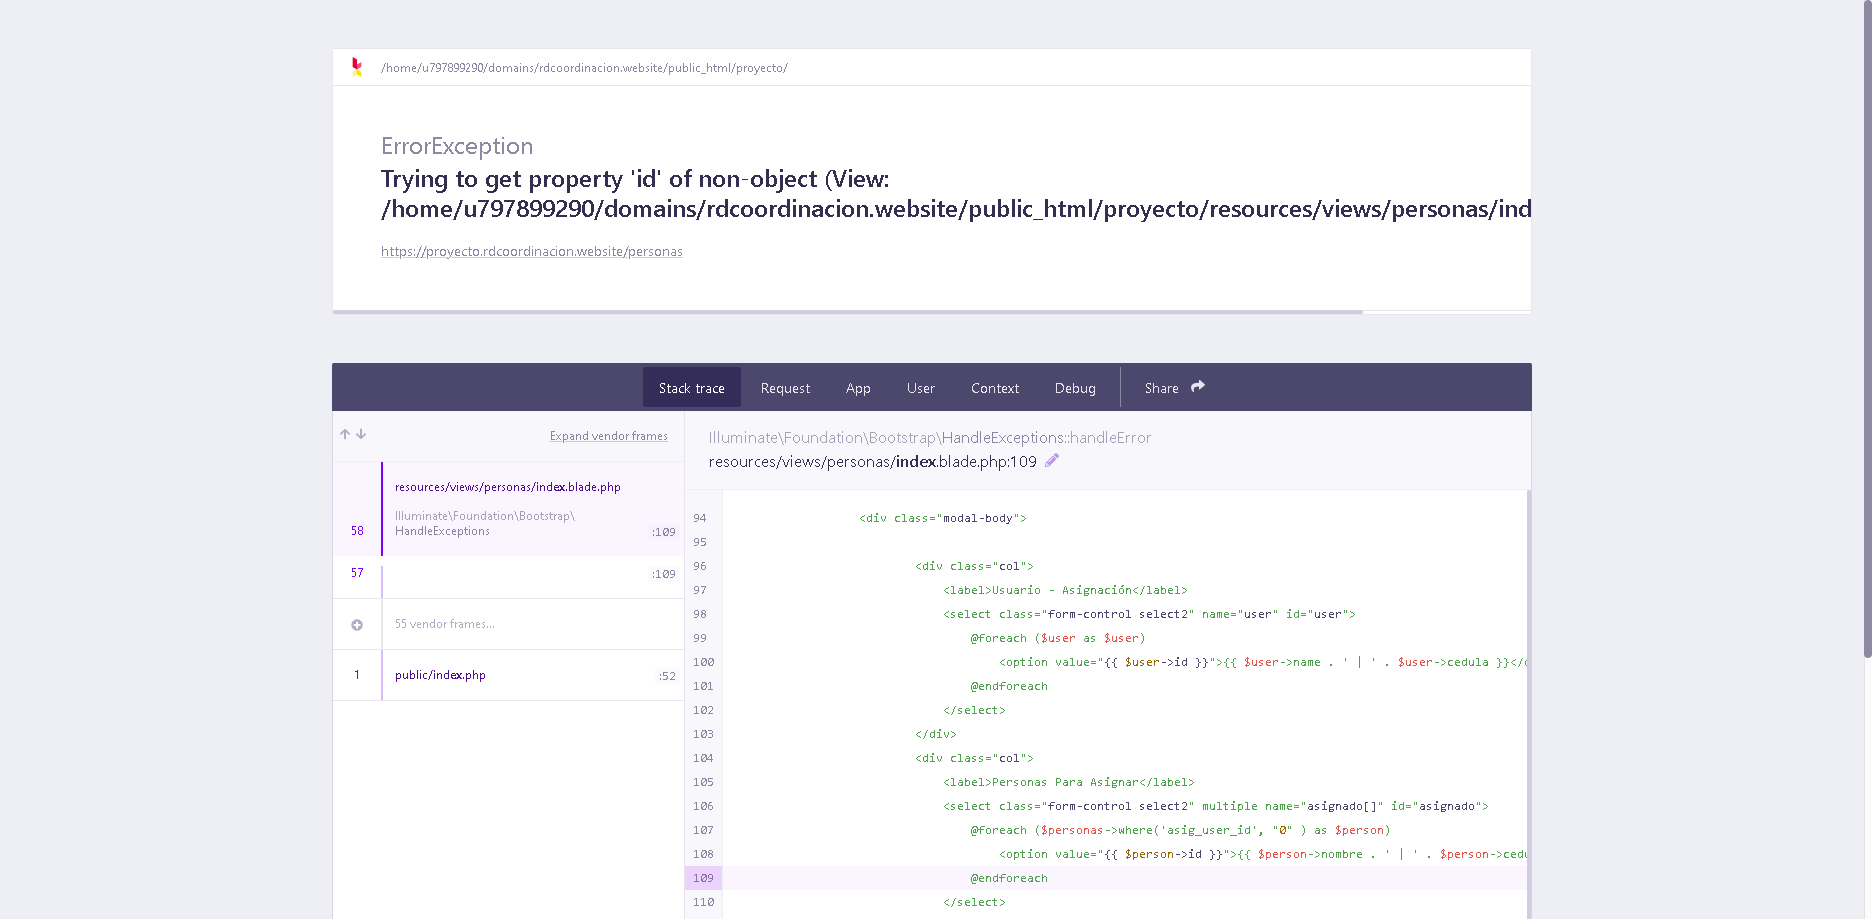 /home/u797899290/domains/rdcoordinacion.website/public_html/proyecto/
ErrorException
Trying to get property 'id' of non-object (View:
/home/u797899290/domains/rdcoordinacion.website/public_html/proyecto/resources/views/personas/ind
https://proyecto.rdcoordinacion.website/personas
Stack trace Request App User Context Debug Share
Expand vendor frames
resources/views/personas/index.blade.php
Illuminate\Foundation\Bootstrap\
HandleExceptions
58 :109
57 :109
55 vendor frames...
1 public/index.php :52
Illuminate\Foundation\Bootstrap\HandleExceptions::handleError
resources/views/personas/index.blade.php:109
94 <div class="modal-body">
95
96 <div class="col">
97 <label>Usuario - Asignación</label>
98 <select class="form-control select2" name="user" id="user">
99 @foreach ($user as $user)
100 <option value="{{ $user->id }}">{{ $user->name . ' | ' . $user->cedula }}</o
101 @endforeach
102 </select>
103 </div>
104 <div class="col">
105 <label>Personas Para Asignar</label>
106 <select class="form-control select2" multiple name="asignado[]" id="asignado">
107 @foreach ($personas->where('asig_user_id', "0" ) as $person)
108 <option value="{{ $person->id }}">{{ $person->nombre . ' | ' . $person->cedu
109 @endforeach
110 </select>